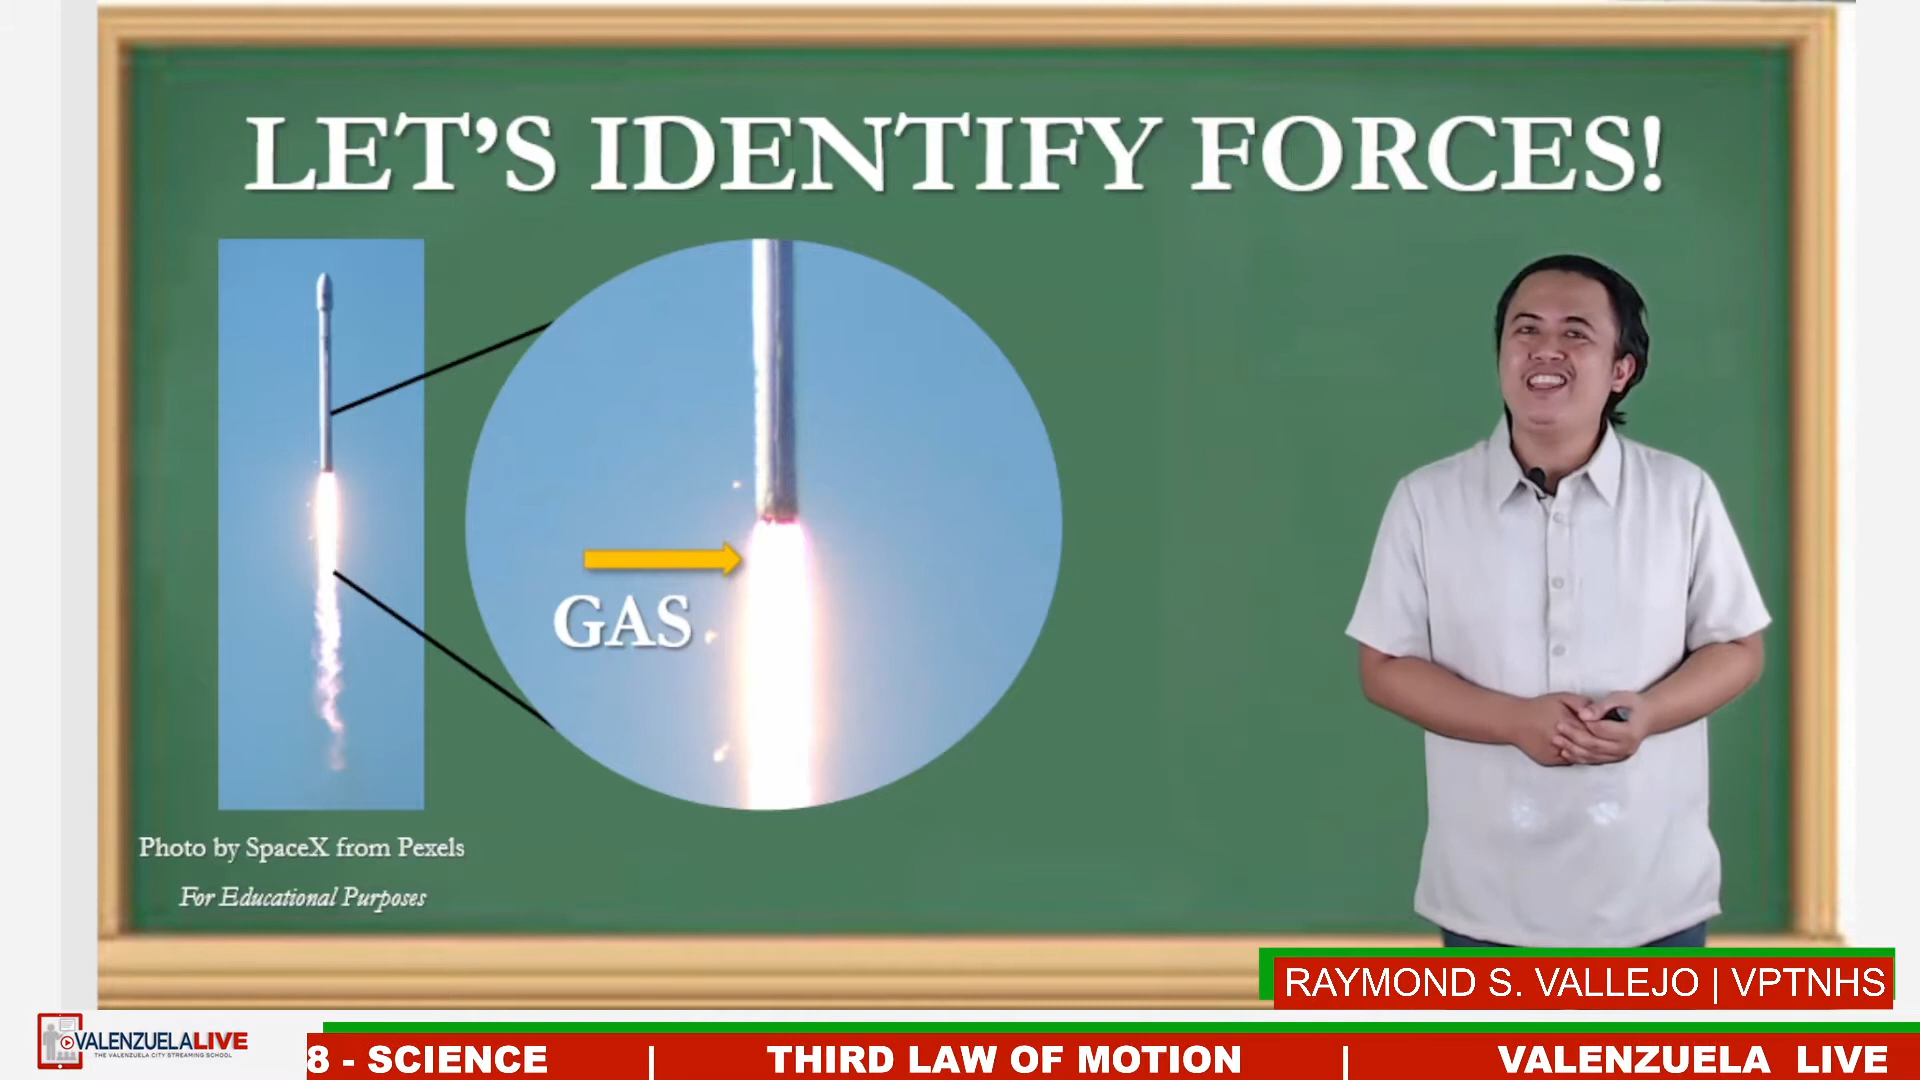 LET'S IDENTIFY FORCES!
GAS
Photo by SpaceX from Pexels
For Educational Purposes
RAYMOND S. VALLEJO | VPTNHS
VALENZUELALIVE
THE VALENZUELA CITY STREAMING SCHOOL
8 - SCIENCE | THIRD LAW OF MOTION | VALENZUELA LIVE